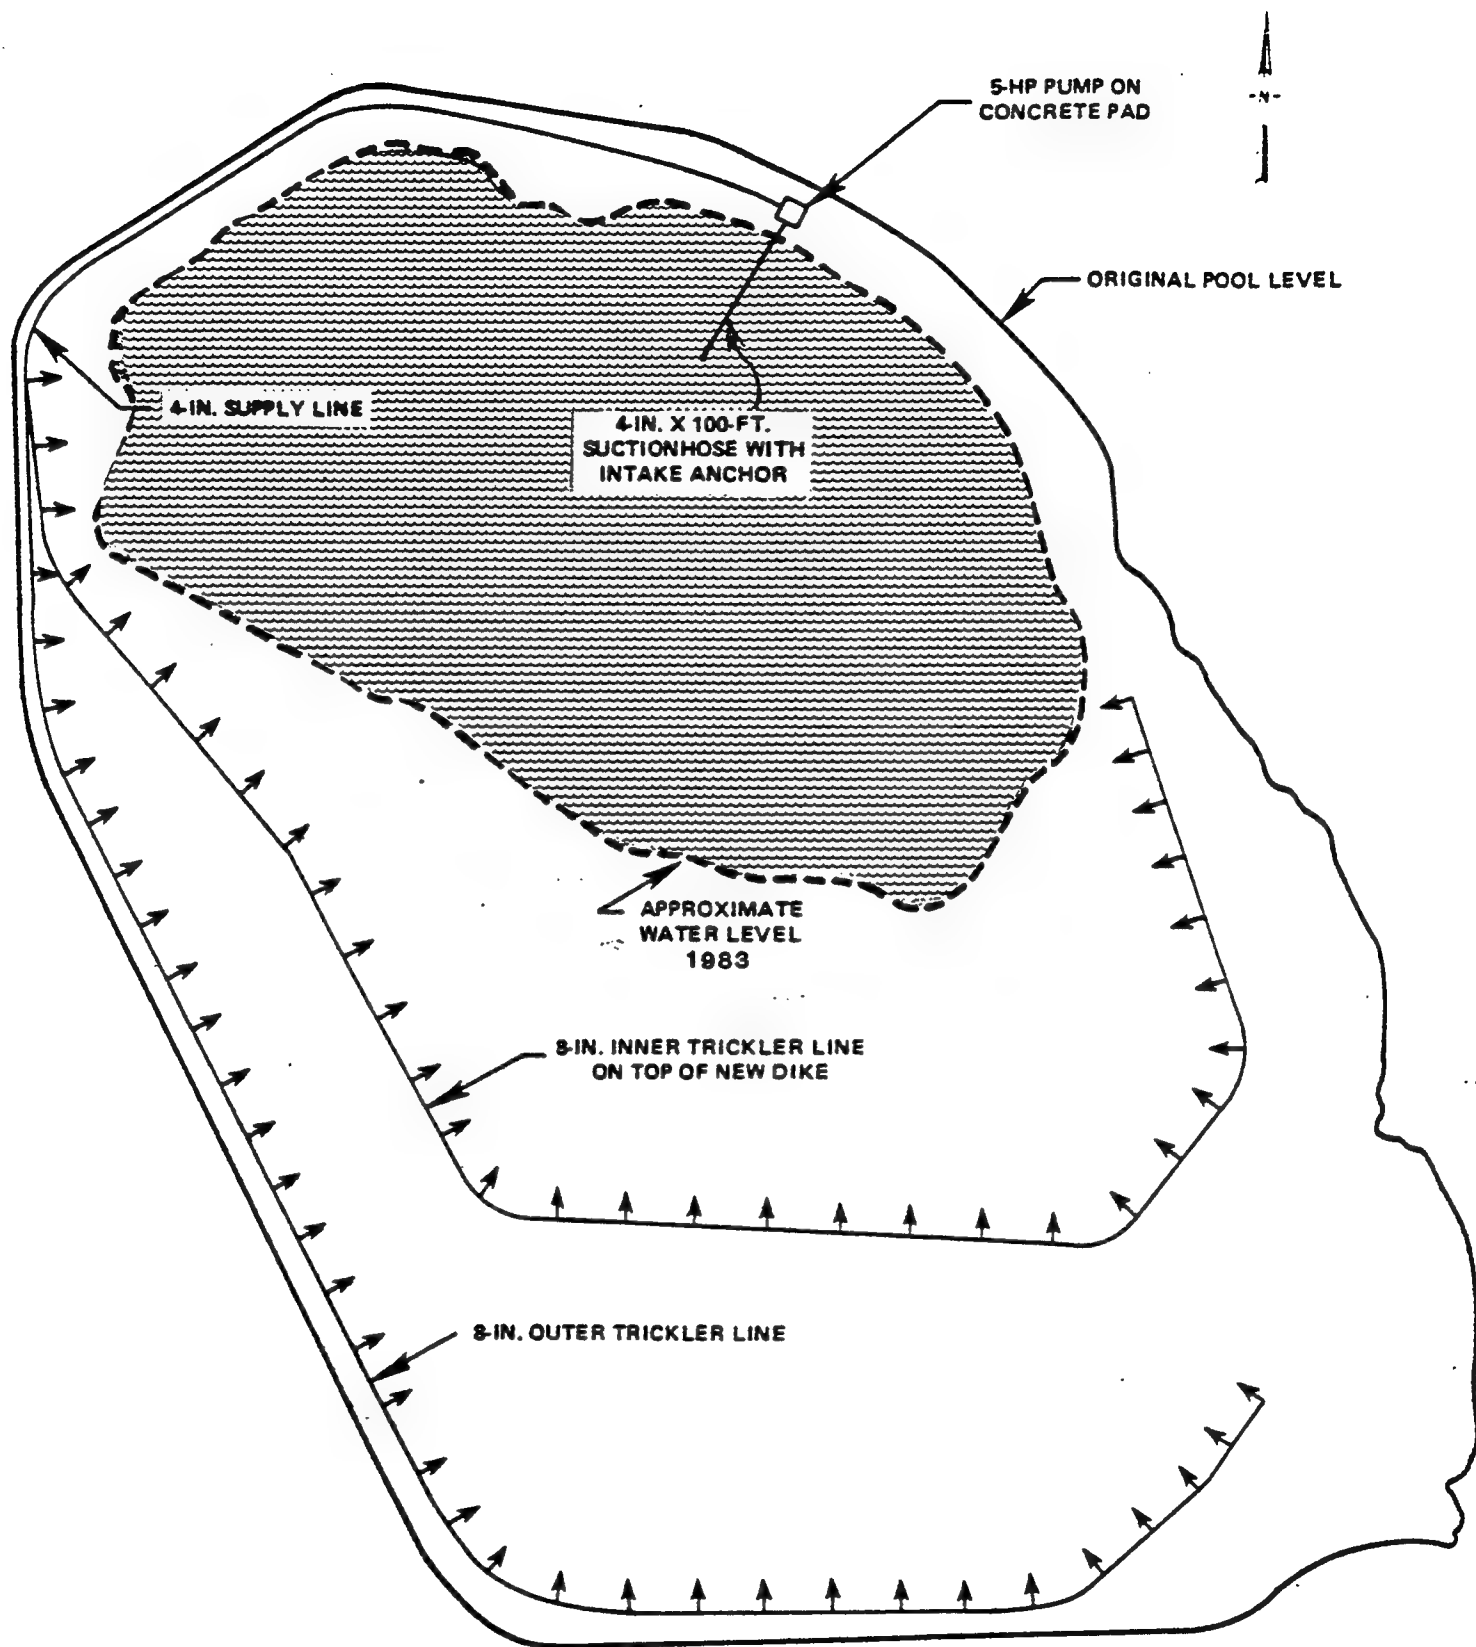 5-HP PUMP ON
CONCRETE PAD
-N-
ORIGINAL POOL LEVEL
4-IN. SUPPLY LINE
4-IN. X 100-FT.
SUCTIONHOSE WITH
INTAKE ANCHOR
APPROXIMATE
WATER LEVEL
1983
8-IN. INNER TRICKLER LINE
ON TOP OF NEW DIKE
8-IN. OUTER TRICKLER LINE